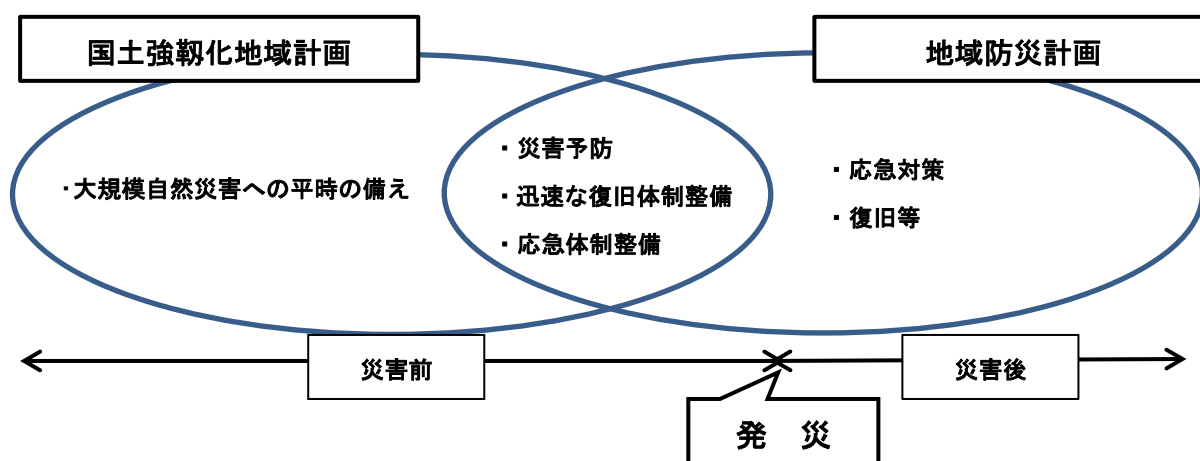 国土強靱化地域計画
地域防災計画
・大規模自然災害への平時の備え
・災害予防
・迅速な復旧体制整備
・応急体制整備
・応急対策
・復旧等
災害前
災害後
発　災